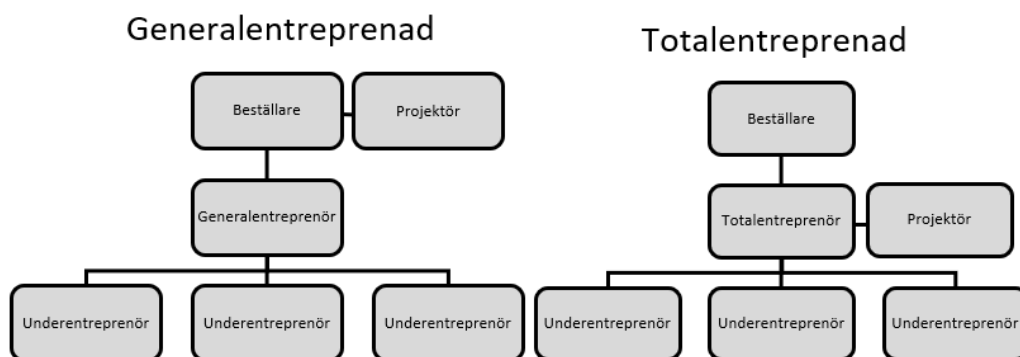 Generalentreprenad
Beställare
Projektör
Generalentreprenör
Underentreprenör
Underentreprenör
Underentreprenör
Totalentreprenad
Beställare
Totalentreprenör
Projektör
Underentreprenör
Underentreprenör
Underentreprenör